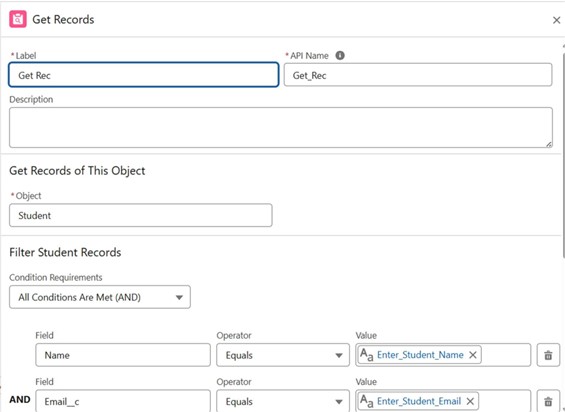 Get Records
*Label
*API Name
Get Rec
Get_Rec
Description
Get Records of This Object
*Object
Student
Filter Student Records
Condition Requirements
All Conditions Are Met (AND)
Field Operator Value
Name Equals Aa Enter_Student_Name
Field Operator Value
AND Email__c Equals Aa Enter_Student_Email